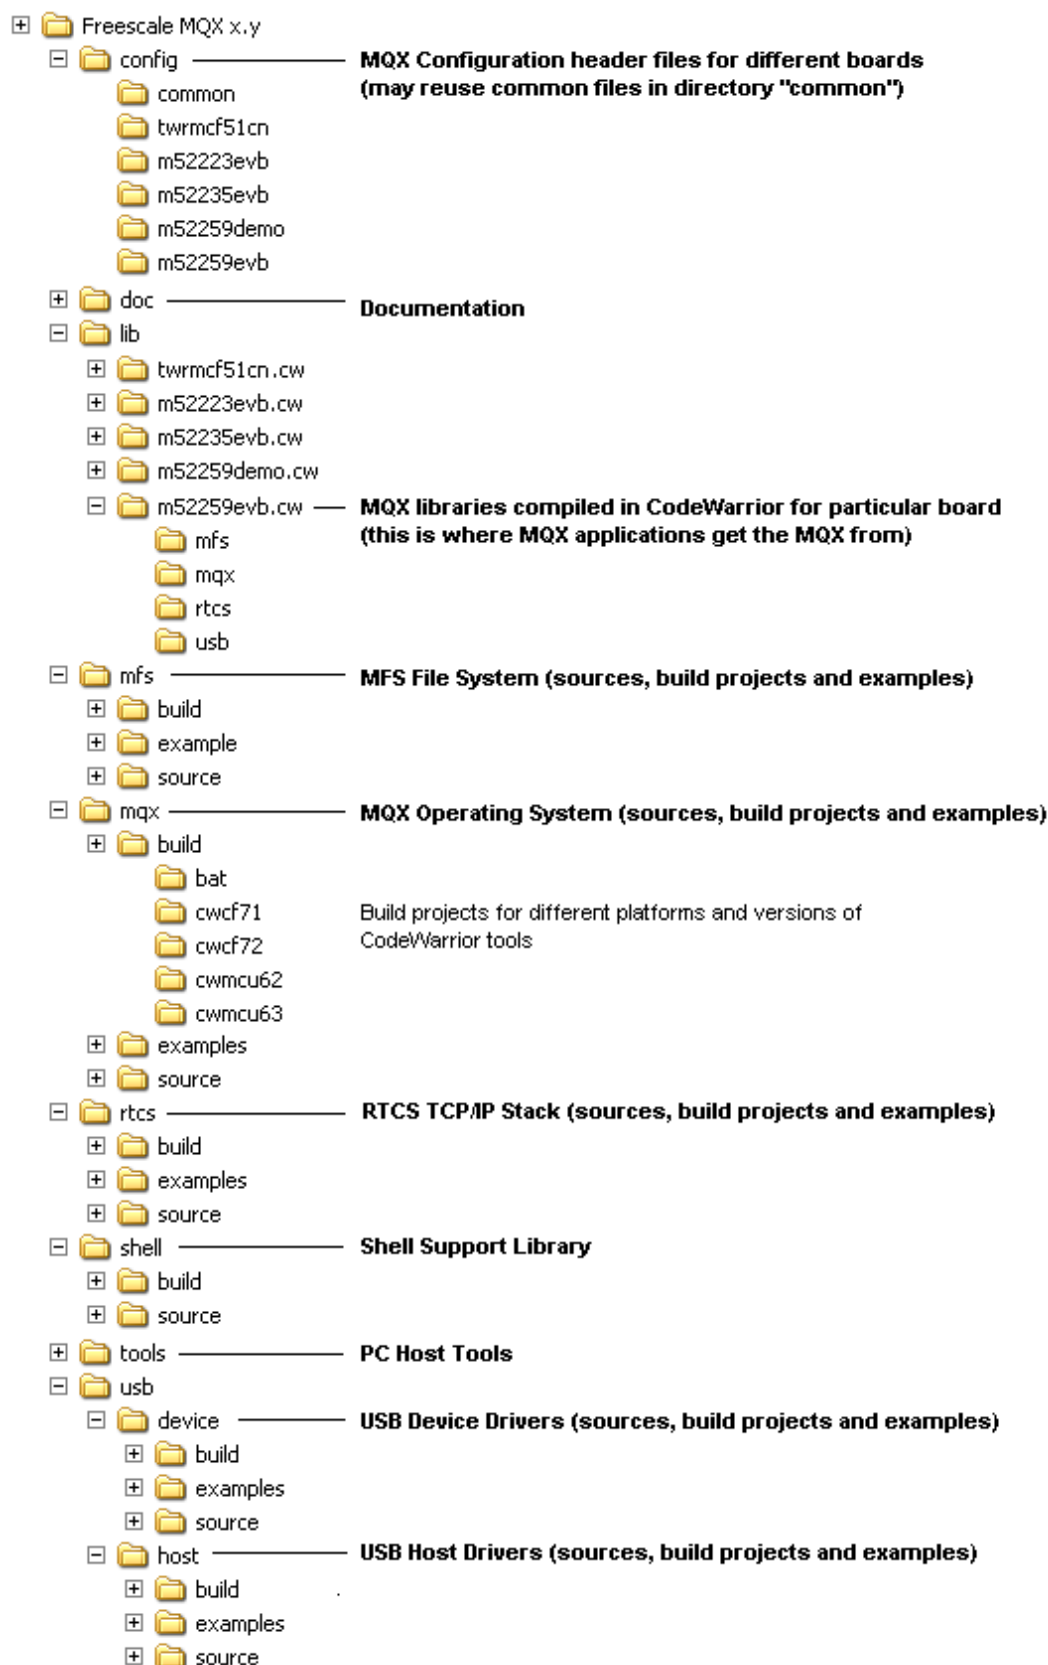 Freescale MQX x.y
config MQX Configuration header files for different boards
(may reuse common files in directory "common")
common
twrmcf51cn
m52223evb
m52235evb
m52259demo
m52259evb
doc Documentation
lib
twrmcf51cn.cw
m52223evb.cw
m52235evb.cw
m52259demo.cw
m52259evb.cw MQX libraries compiled in CodeWarrior for particular board
(this is where MQX applications get the MQX from)
mfs
mqx
rtcs
usb
mfs MFS File System (sources, build projects and examples)
build
example
source
mqx MQX Operating System (sources, build projects and examples)
build
bat
cwcf71 Build projects for different platforms and versions of
cwcf72 CodeWarrior tools
cwmcu62
cwmcu63
examples
source
rtcs RTCS TCP/IP Stack (sources, build projects and examples)
build
examples
source
shell Shell Support Library
build
source
tools PC Host Tools
usb
device USB Device Drivers (sources, build projects and examples)
build
examples
source
host USB Host Drivers (sources, build projects and examples)
build
examples
source